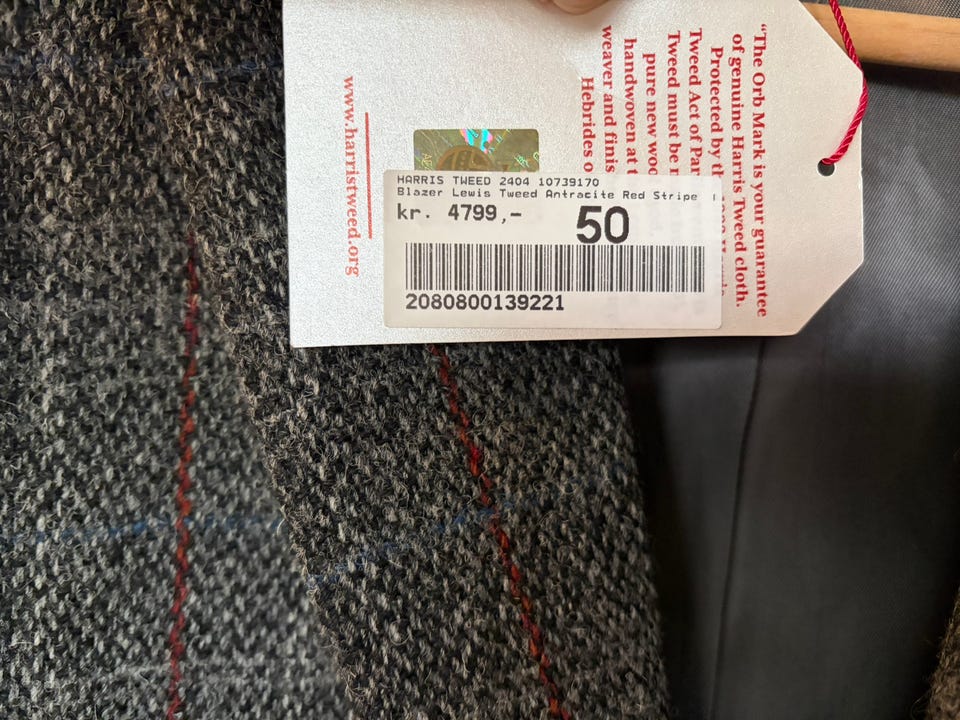 HARRIS TWEED 2404 10739170
Blazer Lewis Tweed Antracite Red Stripe
kr. 4799,-
50
2080800139221
"The Orb Mark is your guarantee
of genuine Harris Tweed cloth.
Protected by
Tweed Act of
Tweed must be
pure new
handwoven at
weaver and
Hebrides
www.harristweed.org